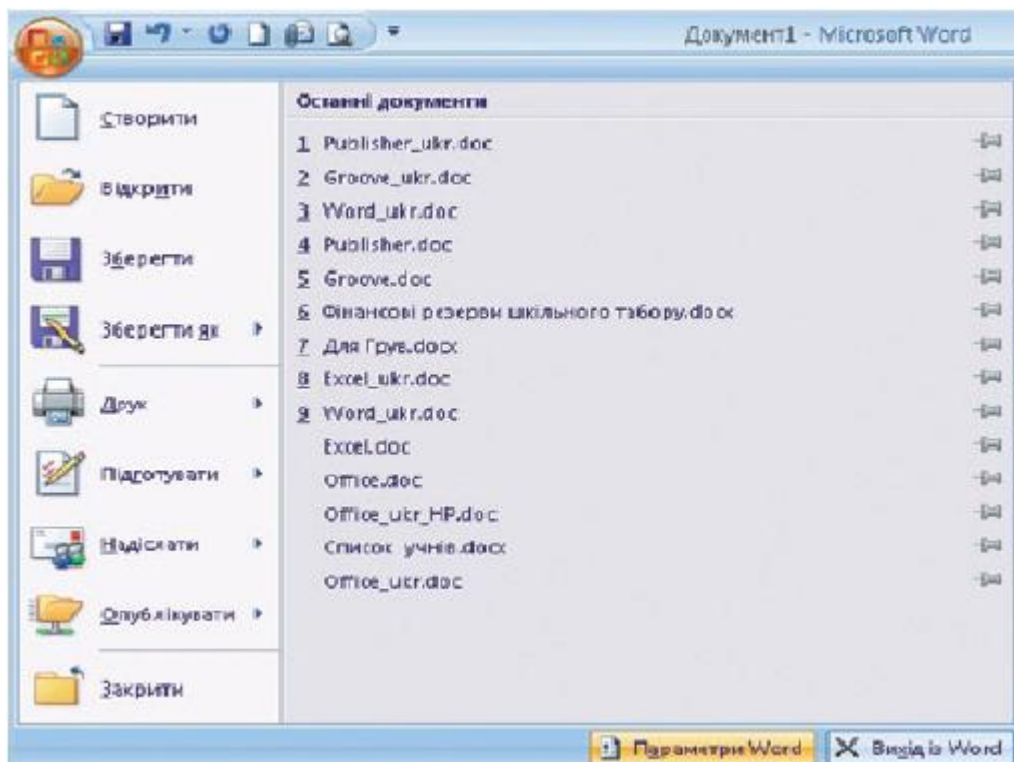 Документ1 - Microsoft Word
Створити
Відкрити
Зберегти
Зберегти як
Друк
Підготувати
Надіслати
Опублікувати
Закрити
Останні документи
1 Publisher_ukr.doc
2 Groove_ukr.doc
3 Word_ukr.doc
4 Publisher.doc
5 Groove.doc
6 Фінансові резерви шкільного табору.docx
7 Для Грув.docx
8 Excel_ukr.doc
9 Word_ukr.doc
Excel.doc
Office.doc
Office_ukr_HP.doc
Список_учнів.docx
Office_ukr.doc
Параметри Word
Вихід із Word